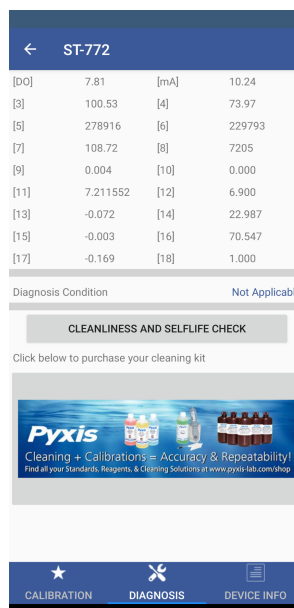 ST-772
[DO] 7.81 [mA] 10.24
[3] 100.53 [4] 73.97
[5] 278916 [6] 229793
[7] 108.72 [8] 7205
[9] 0.004 [10] 0.000
[11] 7.211552 [12] 6.900
[13] -0.072 [14] 22.987
[15] -0.003 [16] 70.547
[17] -0.169 [18] 1.000
Diagnosis Condition Not Applicabl
CLEANLINESS AND SELFLIFE CHECK
Click below to purchase your cleaning kit
Pyxis
Cleaning + Calibrations = Accuracy & Repeatability!
Find all your Standards, Reagents, & Cleaning Solutions at www.pyxis-lab.com/shop
CALIBRATION DIAGNOSIS DEVICE INFO